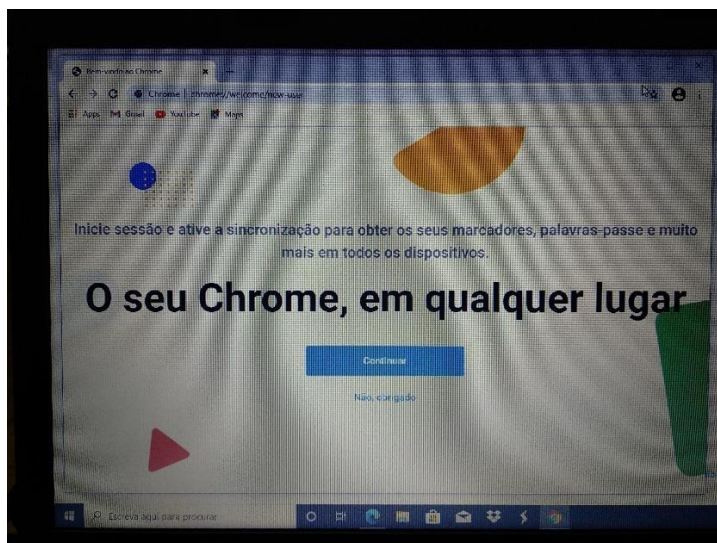 Bem-vindo ao Chrome
Chrome | chrome://welcome/new-user
Apps Gmail YouTube Maps
Inicie sessão e ative a sincronização para obter os seus marcadores, palavras-passe e muito
mais em todos os dispositivos.
O seu Chrome, em qualquer lugar
Continuar
Não, obrigado
Escreva aqui para procurar